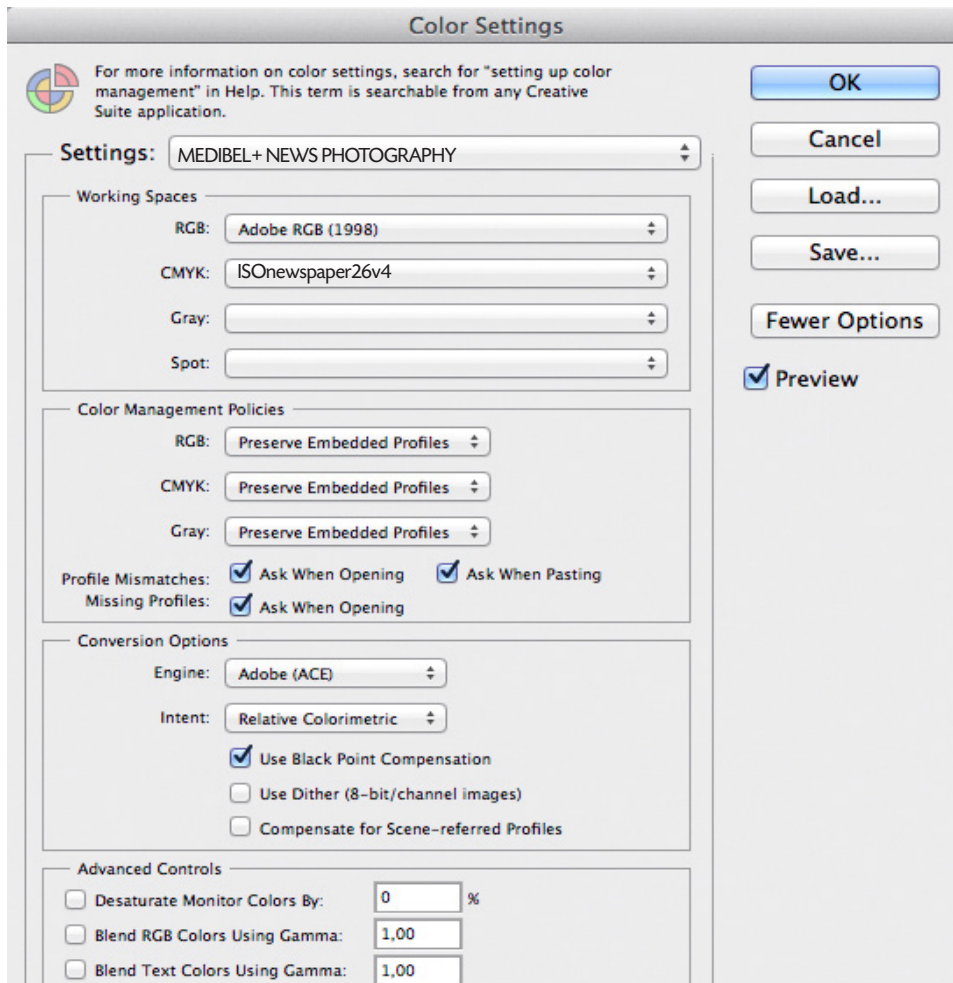 Color Settings
For more information on color settings, search for "setting up color
management" in Help. This term is searchable from any Creative
Suite application.
OK
Cancel
Load...
Save...
Fewer Options
Preview
Settings: MEDIBEL+ NEWS PHOTOGRAPHY
Working Spaces
RGB: Adobe RGB (1998)
CMYK: ISOnewspaper26v4
Gray:
Spot:
Color Management Policies
RGB: Preserve Embedded Profiles
CMYK: Preserve Embedded Profiles
Gray: Preserve Embedded Profiles
Profile Mismatches: Ask When Opening Ask When Pasting
Missing Profiles: Ask When Opening
Conversion Options
Engine: Adobe (ACE)
Intent: Relative Colorimetric
Use Black Point Compensation
Use Dither (8-bit/channel images)
Compensate for Scene-referred Profiles
Advanced Controls
Desaturate Monitor Colors By: 0 %
Blend RGB Colors Using Gamma: 1,00
Blend Text Colors Using Gamma: 1,00